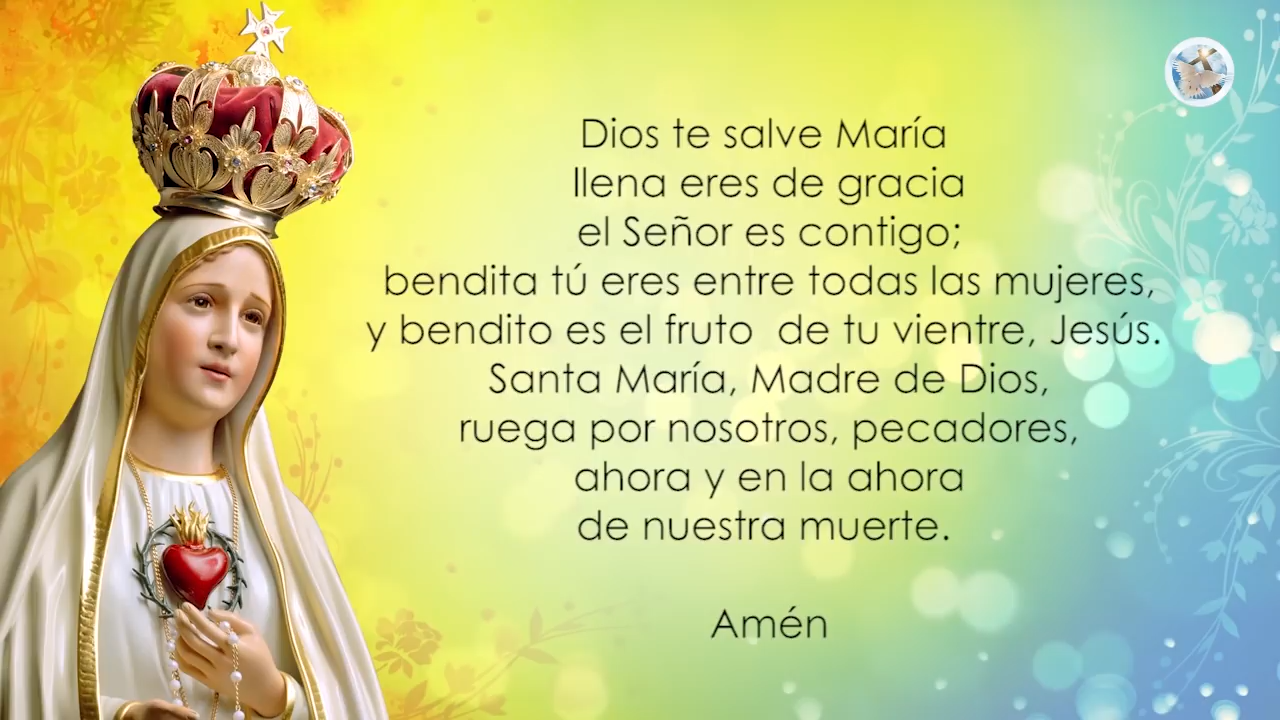 Dios te salve María
llena eres de gracia
el Señor es contigo;
bendita tú eres entre todas las mujeres,
y bendito es el fruto  de tu vientre, Jesús.
Santa María, Madre de Dios,
ruega por nosotros, pecadores,
ahora y en la ahora
de nuestra muerte.
Amén